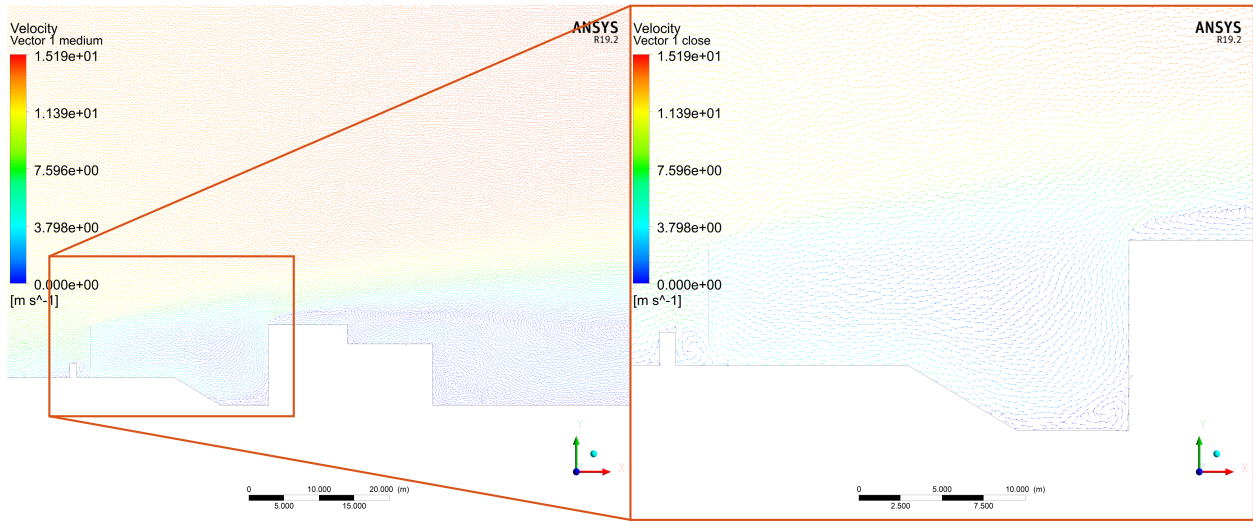 Velocity
Vector 1 medium
ANSYS
R19.2
1.519e+01
1.139e+01
7.596e+00
3.798e+00
0.000e+00
[m s^-1]
Y
X
0 10.000 20.000 (m)
5.000 15.000
Velocity
Vector 1 close
ANSYS
R19.2
1.519e+01
1.139e+01
7.596e+00
3.798e+00
0.000e+00
[m s^-1]
Y
X
0 5.000 10.000 (m)
2.500 7.500